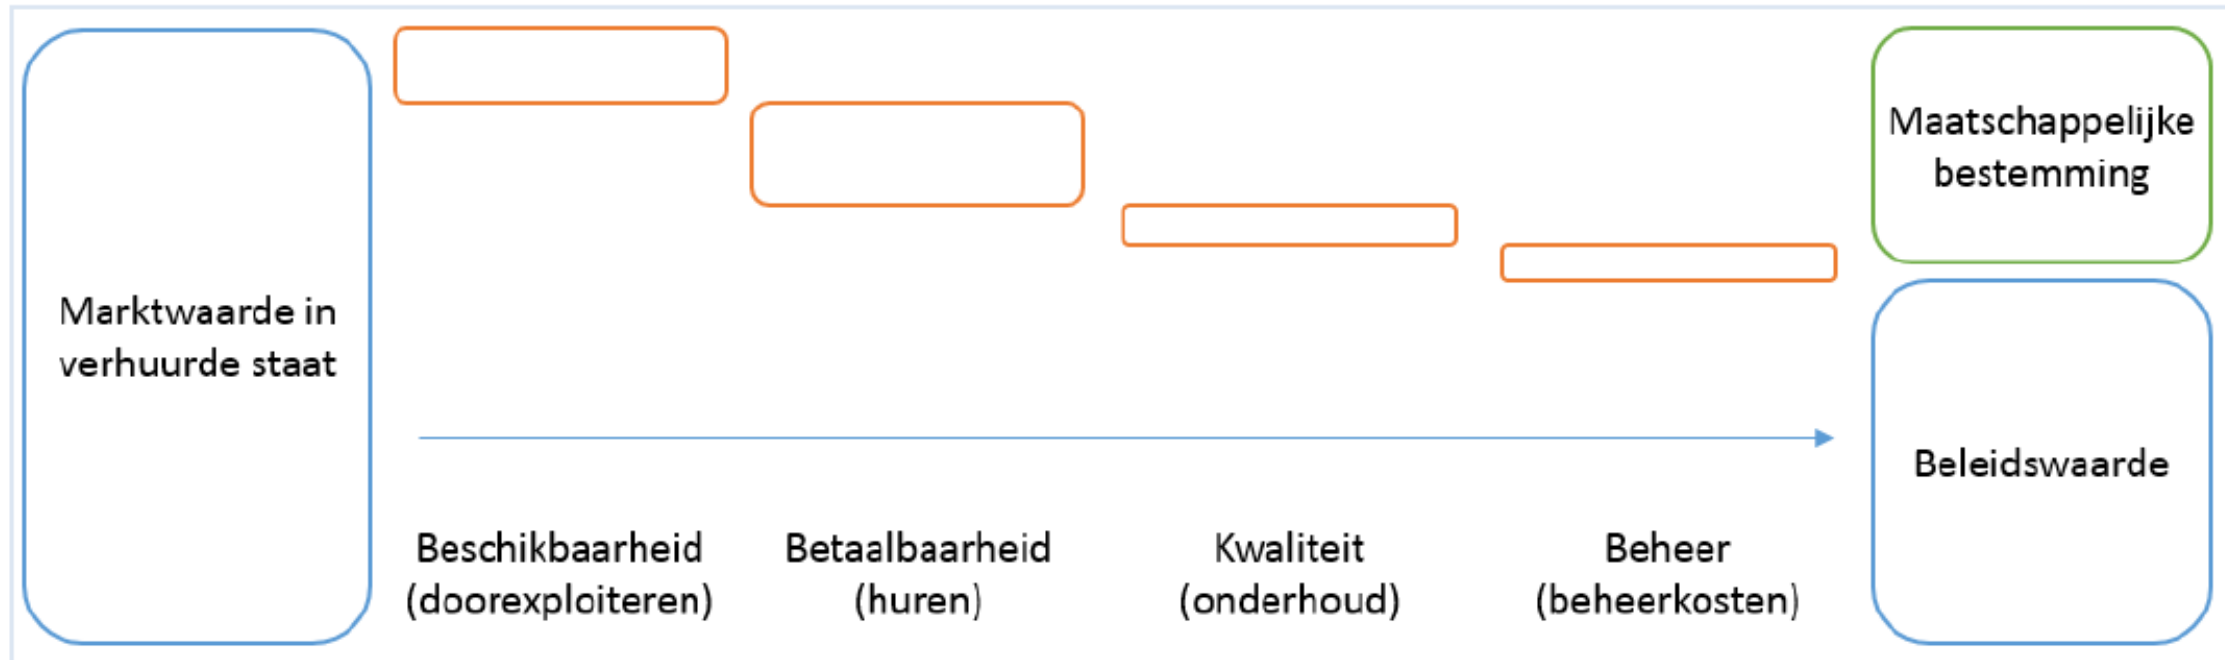 Marktwaarde in
verhuurde staat
Beschikbaarheid
(doorexploiteren)
Betaalbaarheid
(huren)
Kwaliteit
(onderhoud)
Beheer
(beheerkosten)
Maatschappelijke
bestemming
Beleidswaarde